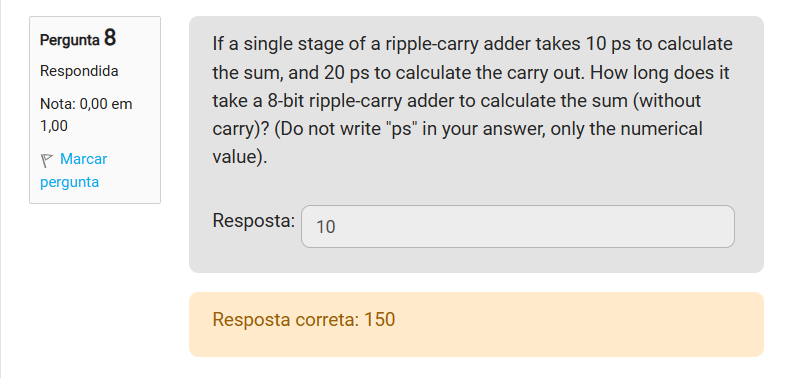 Pergunta 8
Respondida
Nota: 0,00 em
1,00
Marcar
pergunta
If a single stage of a ripple-carry adder takes 10 ps to calculate
the sum, and 20 ps to calculate the carry out. How long does it
take a 8-bit ripple-carry adder to calculate the sum (without
carry)? (Do not write "ps" in your answer, only the numerical
value).
Resposta: 10
Resposta correta: 150